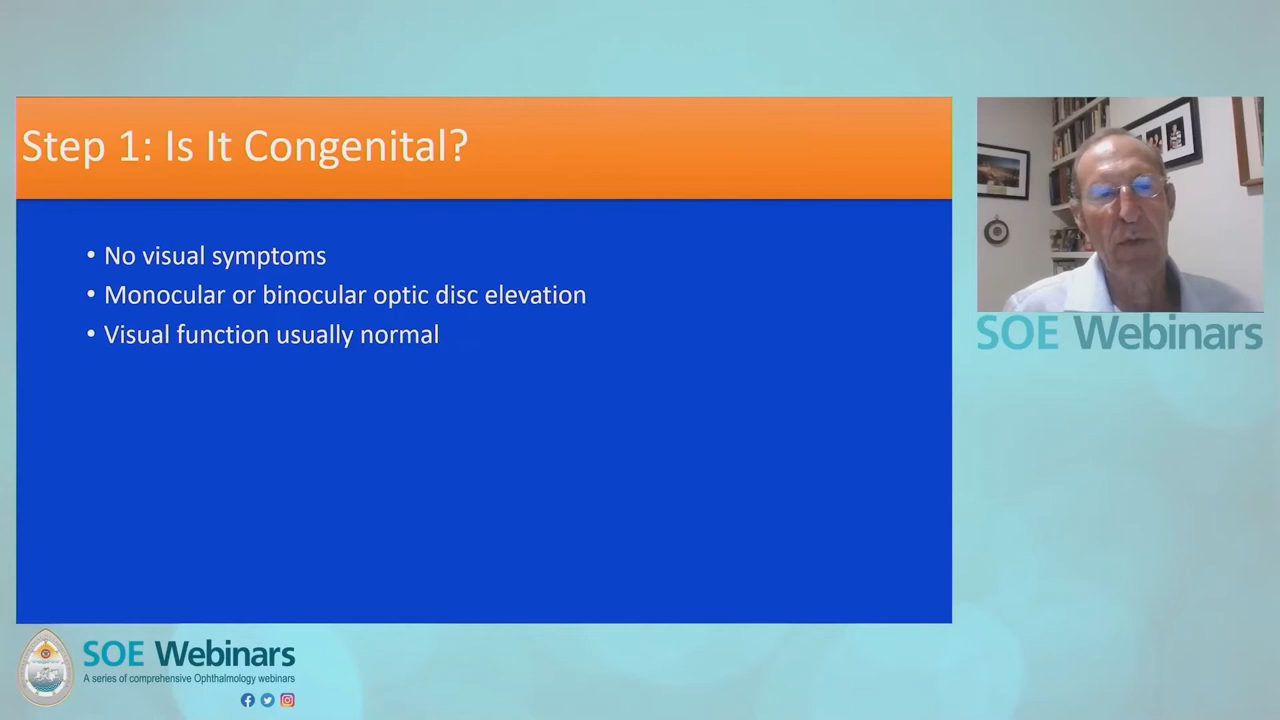 Step 1: Is It Congenital?
• No visual symptoms
• Monocular or binocular optic disc elevation
• Visual function usually normal
SOE Webinars
SOE Webinars
A series of comprehensive Ophthalmology webinars